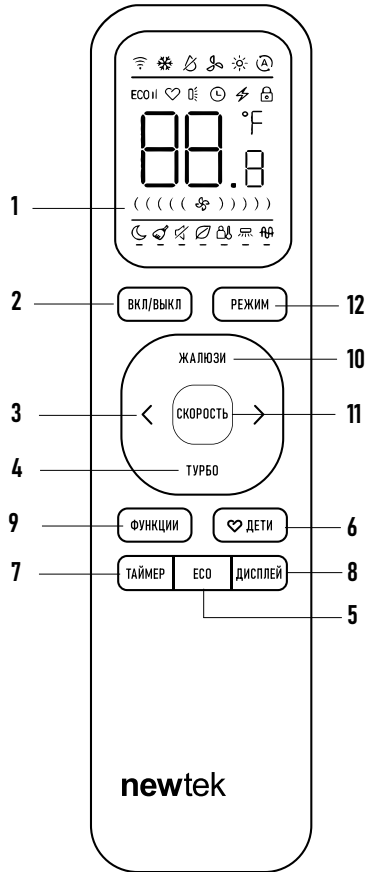 ECO
88.8 °F
1
2 ВКЛ/ВЫКЛ РЕЖИМ 12
ЖАЛЮЗИ 10
3 < СКОРОСТЬ > 11
4 ТУРБО
9 ФУНКЦИИ ДЕТИ 6
7 ТАЙМЕР ECO ДИСПЛЕЙ 8
5
newtek